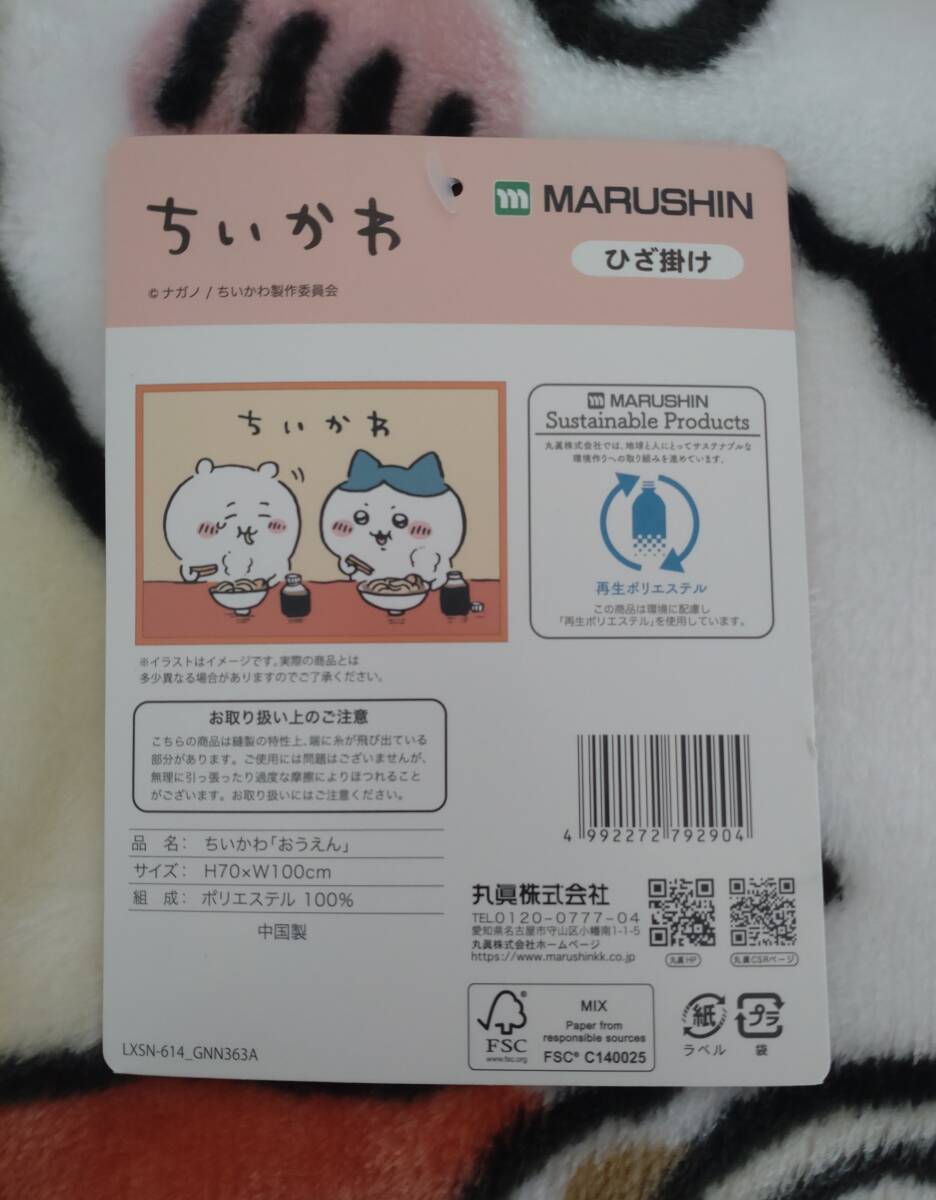 ちいかわ
MARUSHIN
ひざ掛け
© ナガノ / ちいかわ製作委員会
ちいかわ
MARUSHIN
Sustainable Products
丸眞株式会社では、地球と人にとってサステナブルな
環境作りへの取り組みを進めています。
再生ポリエステル
この商品は環境に配慮し
「再生ポリエステル」を使用しています。
※イラストはイメージです。実際の商品とは
多少異なる場合がありますのでご了承ください。
お取り扱い上のご注意
こちらの商品は縫製の特性上、端に糸が飛び出ている
部分があります。ご使用には問題はございませんが、
無理に引っ張ったり過度な摩擦によりほつれること
がございます。お取り扱いにはご注意ください。
品 名： ちいかわ「おうえん」
サイズ： H70×W100cm
組 成： ポリエステル 100%
中国製
4 992272 792904
丸眞株式会社
TEL0120-0777-04
愛知県名古屋市守山区小幡南1-1-5
丸眞株式会社ホームページ
https://www.marushinkk.co.jp
丸眞HP
丸眞CSRページ
FSC
www.fsc.org
MIX
Paper from
responsible sources
FSC® C140025
紙
ラベル
プラ
袋
LXSN-614_GNN363A